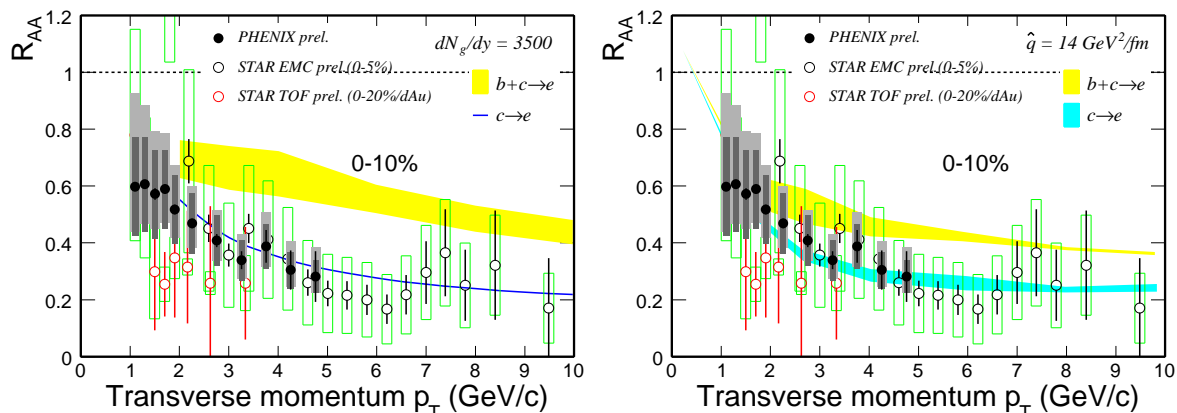 R_AA
1.2
1
0.8
0.6
0.4
0.2
0
PHENIX prel.
STAR EMC prel.(0-5%)
STAR TOF prel. (0-20%/dAu)
dN_g/dy = 3500
b+c→e
c→e
0-10%
0 1 2 3 4 5 6 7 8 9 10
Transverse momentum p_T (GeV/c)
R_AA
1.2
1
0.8
0.6
0.4
0.2
0
PHENIX prel.
STAR EMC prel.(0-5%)
STAR TOF prel. (0-20%/dAu)
q̂ = 14 GeV²/fm
b+c→e
c→e
0-10%
0 1 2 3 4 5 6 7 8 9 10
Transverse momentum p_T (GeV/c)